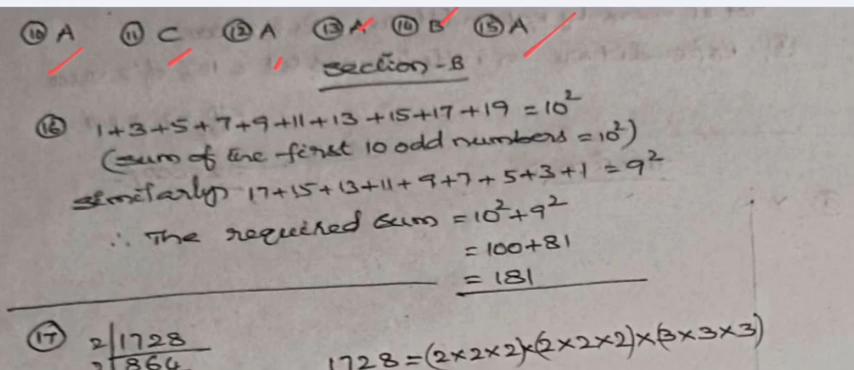 ⑩ A ⑪ C ⑫ A ⑬ A ⑭ B ⑮ A
Section-B
⑯ 1+3+5+7+9+11+13+15+17+19 = 10²
(sum of the first 10 odd numbers = 10²)
Similarly, 17+15+13+11+9+7+5+3+1 = 9²
∴ The required sum = 10²+9²
= 100+81
= 181
⑰ 2|1728
2|864
1728=(2×2×2)×(2×2×2)×(3×3×3)